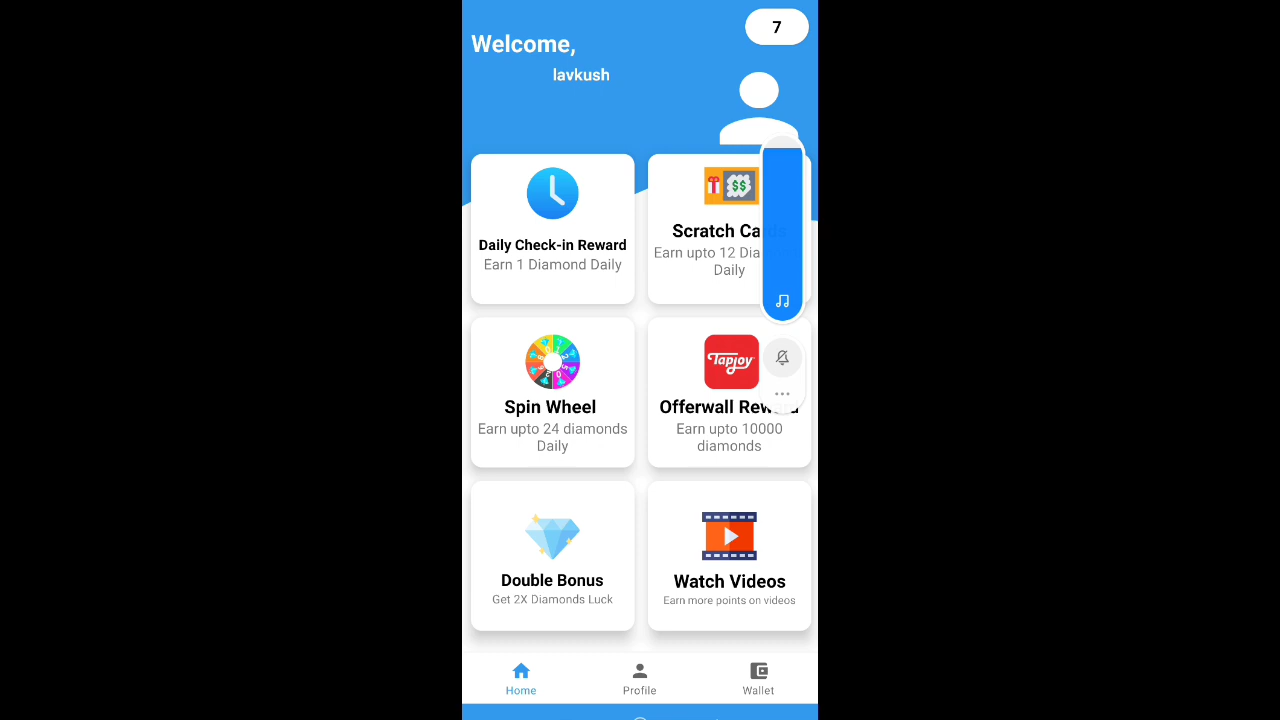 7
Welcome,
lavkush
Daily Check-in Reward
Earn 1 Diamond Daily
Scratch Cards
Earn upto 12
Daily
$$
Spin Wheel
Earn upto 24 diamonds
Daily
Tapjoy
Offerwall Reward
Earn upto 10000
diamonds
Double Bonus
Get 2X Diamonds Luck
Watch Videos
Earn more points on videos
Home
Profile
Wallet